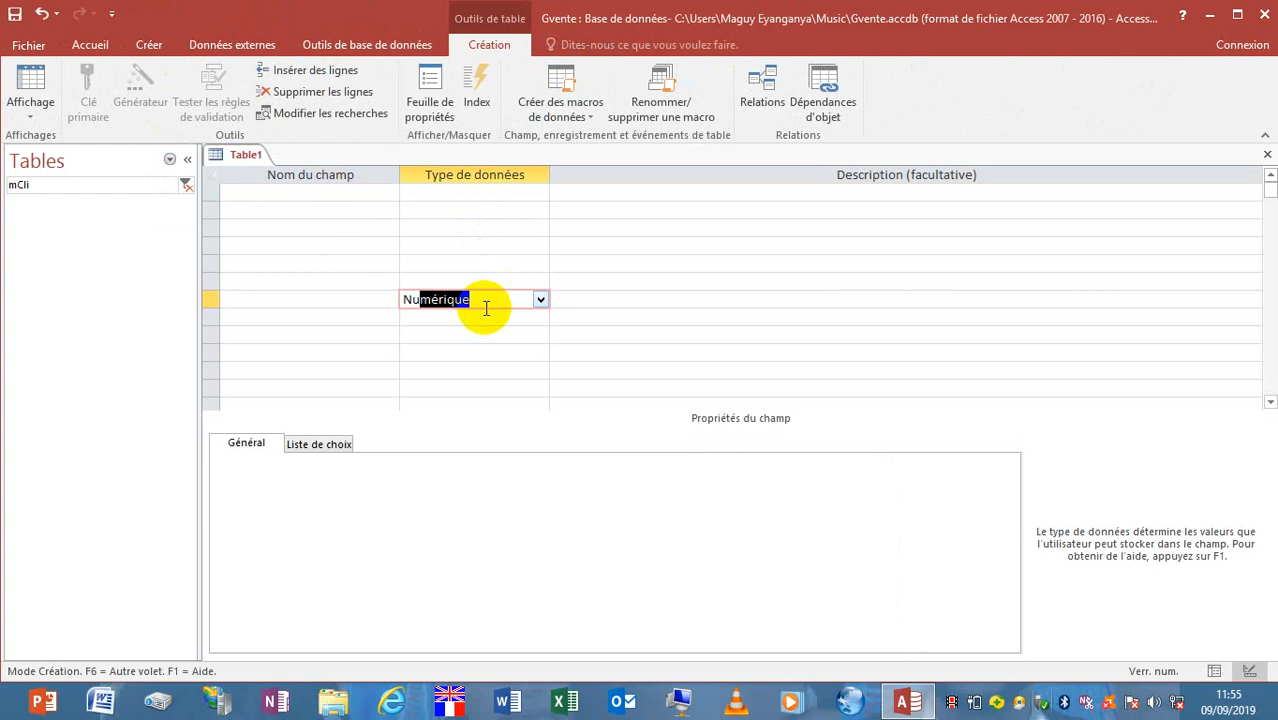 Outils de table
Gvente : Base de données- C:\Users\Maguy Eyanganya\Music\Gvente.accdb (format de fichier Access 2007 - 2016) - Access...
?
Fichier
Accueil
Créer
Données externes
Outils de base de données
Création
Dites-nous ce que vous voulez faire.
Connexion
Affichage
Clé primaire
Générateur
Tester les règles de validation
Insérer des lignes
Supprimer les lignes
Modifier les recherches
Feuille de propriétés
Index
Créer des macros de données
Renommer/ supprimer une macro
Relations
Dépendances d'objet
Affichages
Outils
Afficher/Masquer
Champ, enregistrement et événements de table
Relations
Tables
mCli
Table1
Nom du champ
Type de données
Description (facultative)
Numérique
Propriétés du champ
Général
Liste de choix
Le type de données détermine les valeurs que
l'utilisateur peut stocker dans le champ. Pour
obtenir de l'aide, appuyez sur F1.
Mode Création. F6 = Autre volet. F1 = Aide.
Verr. num.
11:55
09/09/2019